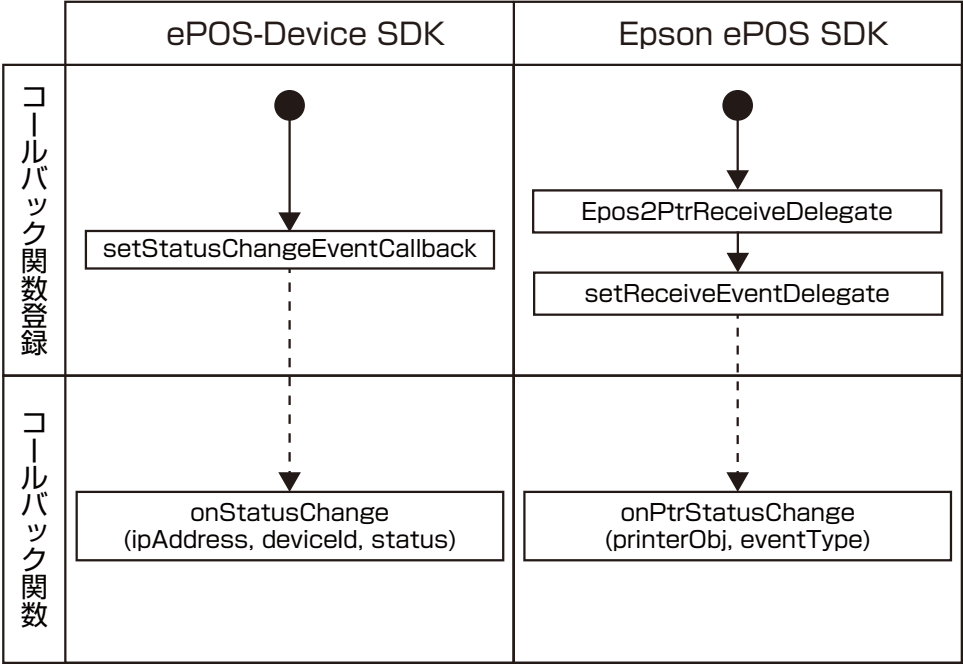 ePOS-Device SDK
Epson ePOS SDK
コールバック関数登録
setStatusChangeEventCallback
Epos2PtrReceiveDelegate
setReceiveEventDelegate
コールバック関数
onStatusChange
(ipAddress, deviceId, status)
onPtrStatusChange
(printerObj, eventType)